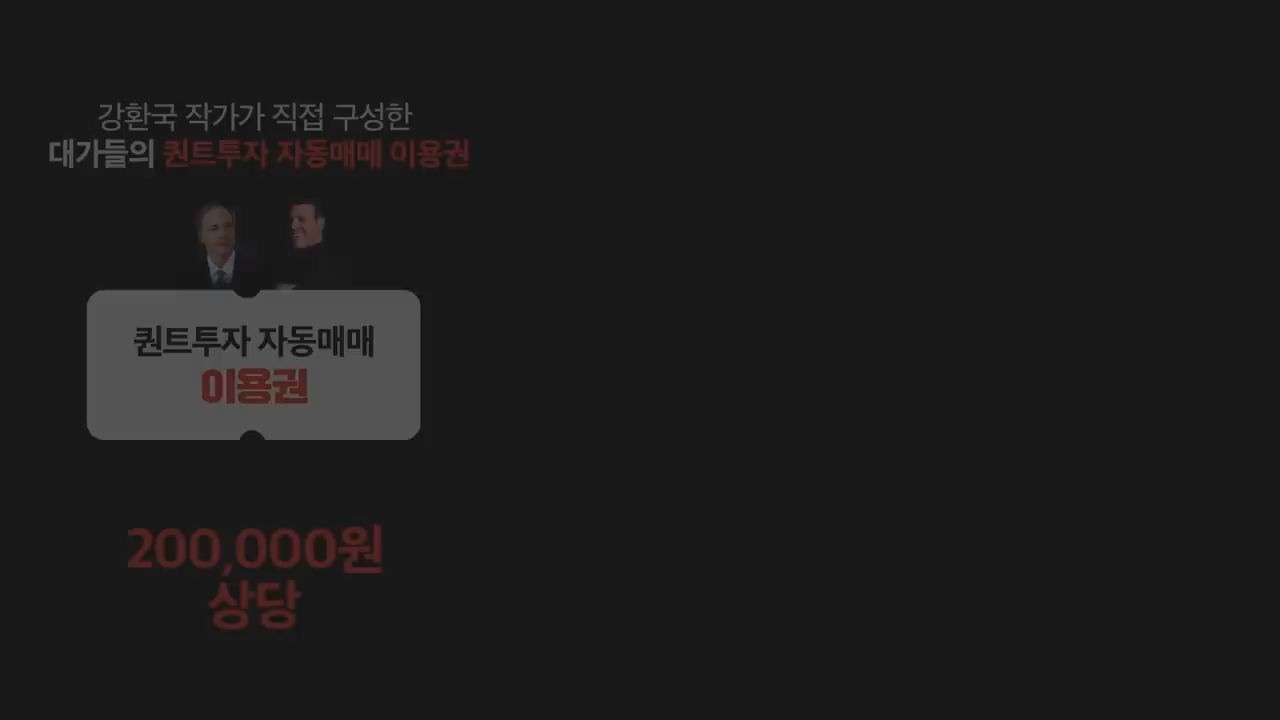 강환국 작가가 직접 구성한
대가들의 퀀트투자 자동매매 이용권
퀀트투자 자동매매
이용권
200,000원
상당